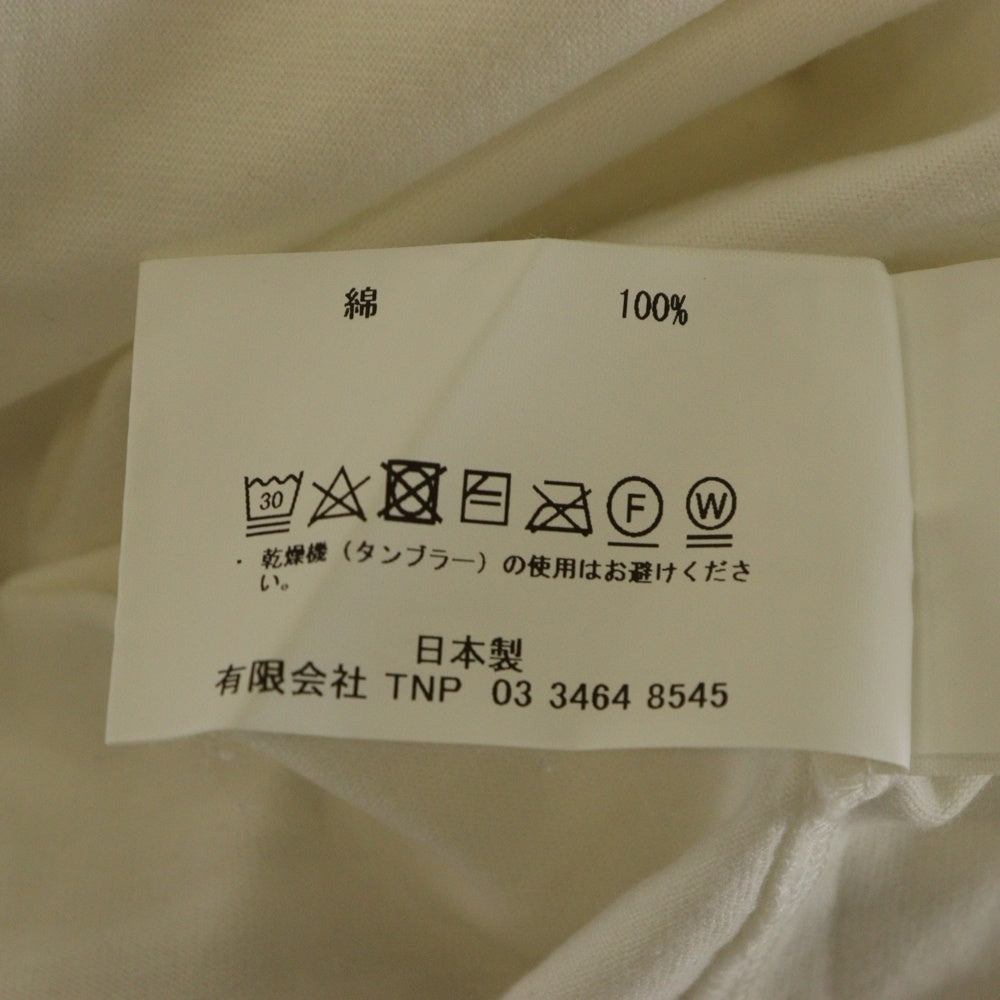 綿 100%
30 F W
・ 乾燥機（タンブラー）の使用はお避けくださ
い。
日本製
有限会社 TNP 03 3464 8545